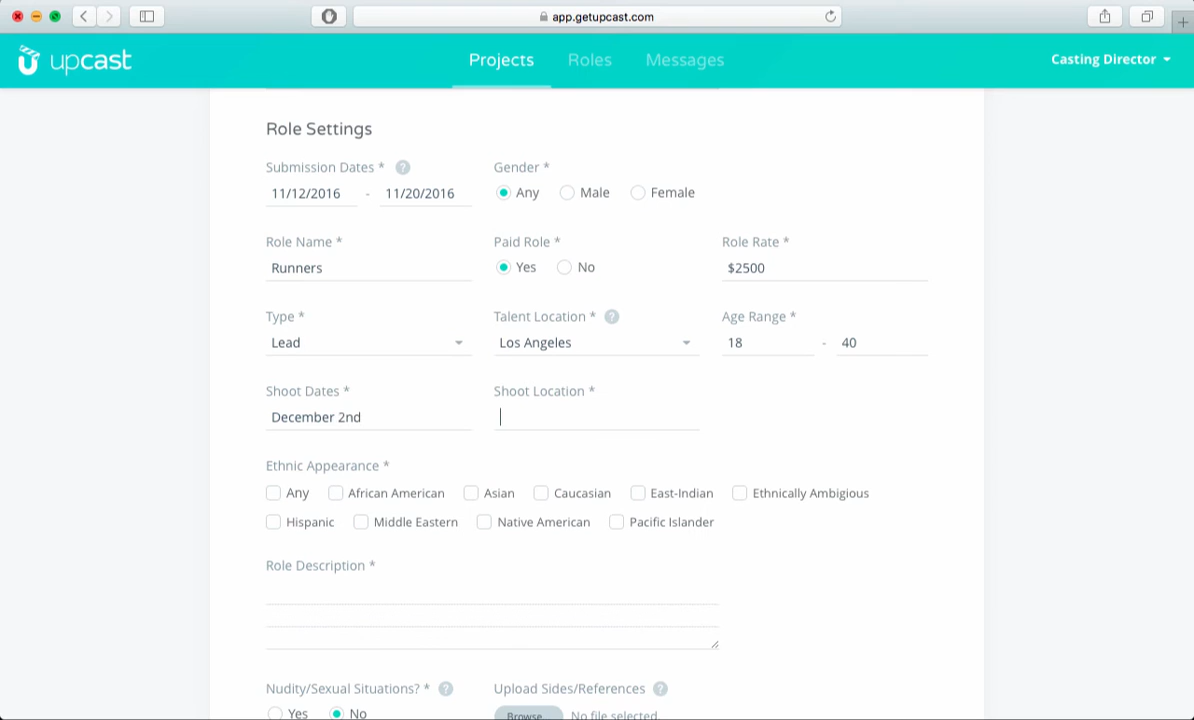 app.getupcast.com
upcast
Projects Roles Messages
Casting Director
Role Settings
Submission Dates * ? Gender *
11/12/2016 - 11/20/2016 Any Male Female
Role Name * Paid Role * Role Rate *
Runners Yes No $2500
Type * Talent Location * ? Age Range *
Lead Los Angeles 18 - 40
Shoot Dates * Shoot Location *
December 2nd
Ethnic Appearance *
Any African American Asian Caucasian East-Indian Ethnically Ambigious
Hispanic Middle Eastern Native American Pacific Islander
Role Description *
Nudity/Sexual Situations? * ? Upload Sides/References ?
Yes No Browse... No file selected.